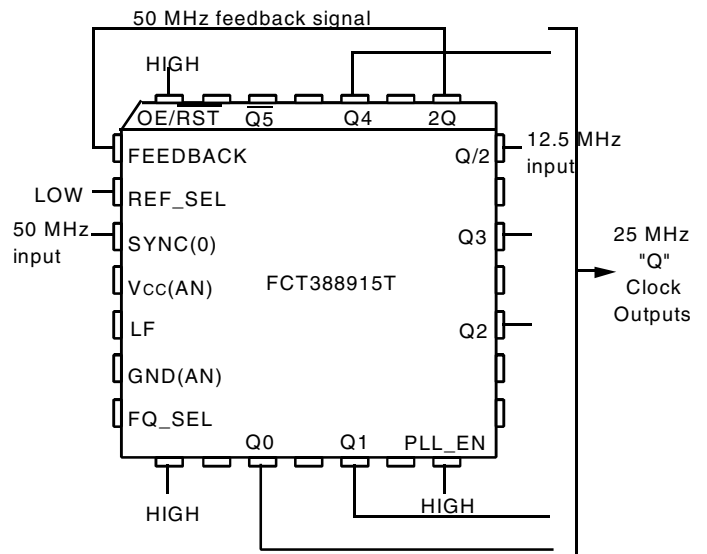 50 MHz feedback signal
HIGH
OE/RST Q5 Q4 2Q
FEEDBACK Q/2 12.5 MHz
input
LOW REF_SEL
50 MHz
input
SYNC(0) Q3
25 MHz
"Q"
Clock
Outputs
VCC(AN) FCT388915T
LF Q2
GND(AN)
FQ_SEL
Q0 Q1 PLL_EN
HIGH HIGH